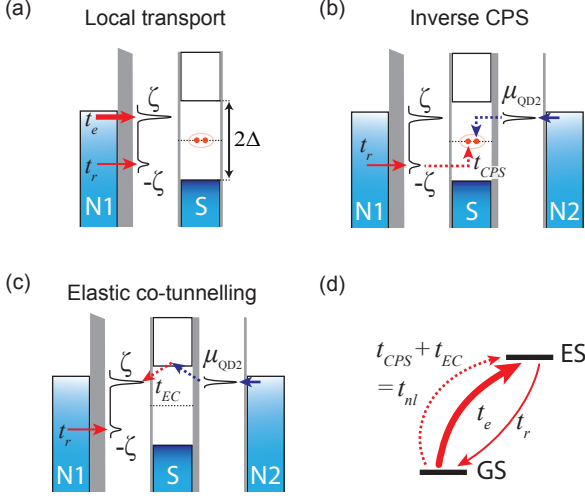 (a)
Local transport
ζ
t_e
2Δ
t_r
-ζ
N1
S
(b)
Inverse CPS
ζ
μ_QD2
t_r
t_CPS
-ζ
N1
S
N2
(c)
Elastic co-tunnelling
ζ
μ_QD2
t_EC
t_r
-ζ
N1
S
N2
(d)
t_CPS + t_EC
= t_nl
ES
t_e
t_r
GS